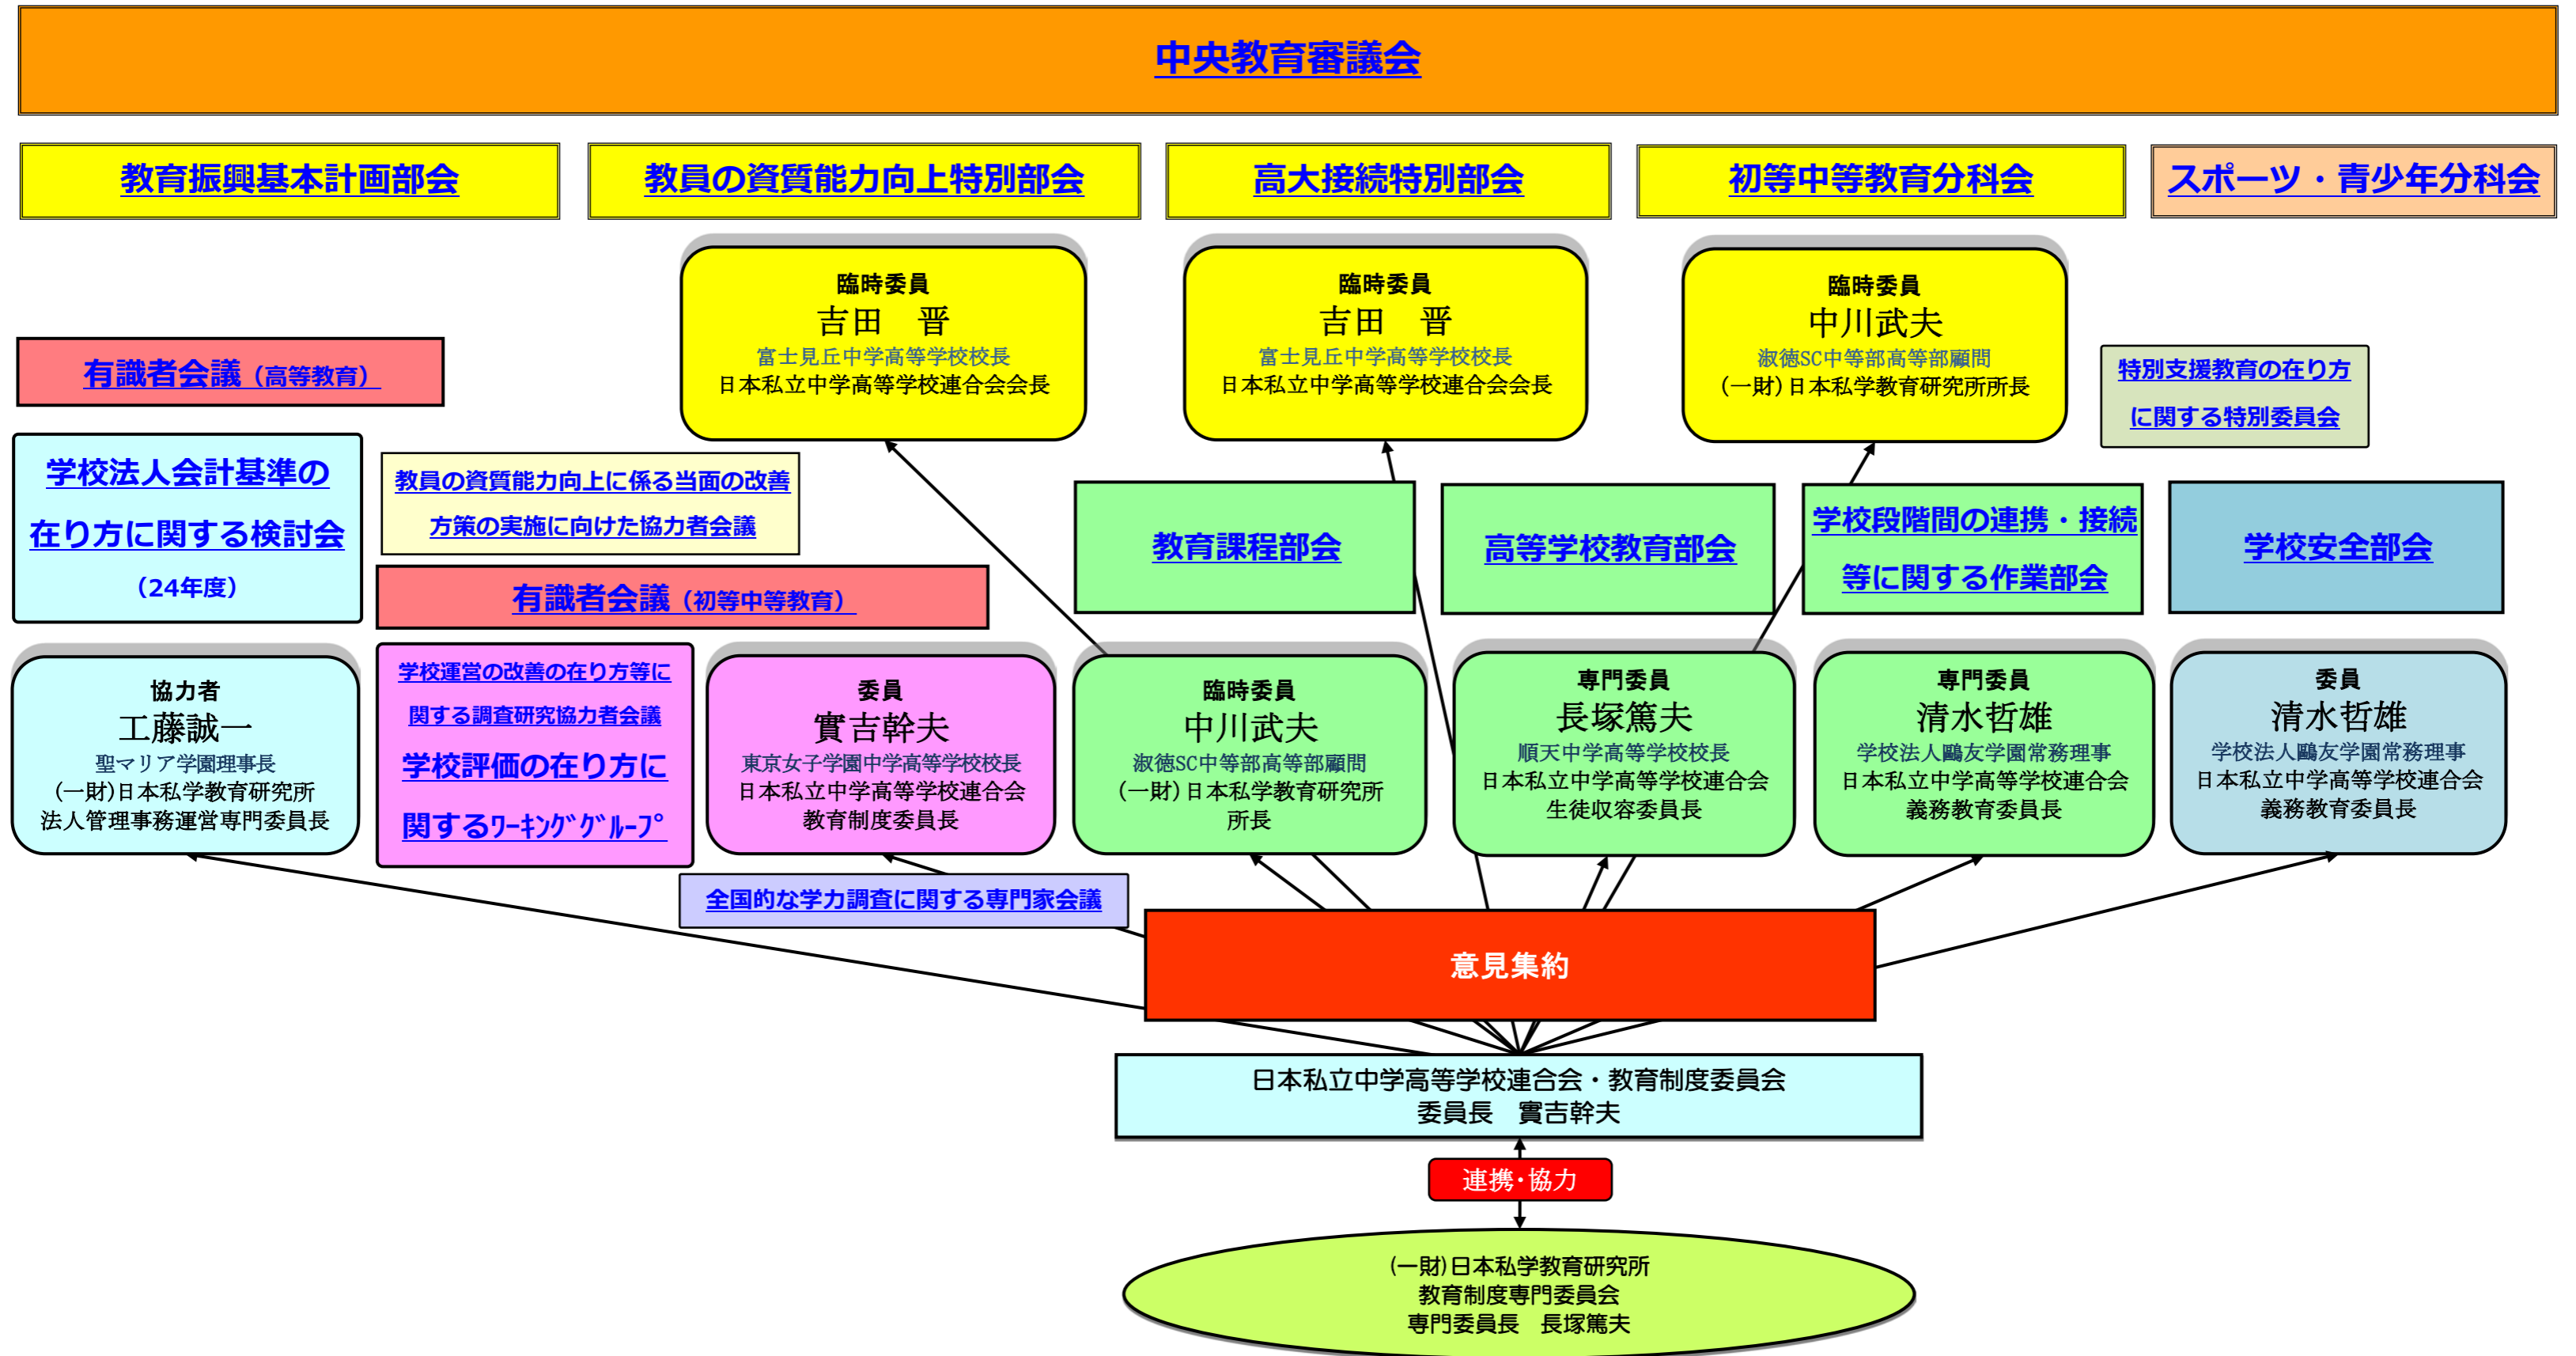 中央教育審議会
教育振興基本計画部会
教員の資質能力向上特別部会
高大接続特別部会
初等中等教育分科会
スポーツ・青少年分科会
臨時委員
吉田　晋
富士見丘中学高等学校校長
日本私立中学高等学校連合会会長
臨時委員
吉田　晋
富士見丘中学高等学校校長
日本私立中学高等学校連合会会長
臨時委員
中川武夫
淑徳SC中等部高等部顧問
(一財)日本私学教育研究所所長
有識者会議（高等教育）
特別支援教育の在り方
に関する特別委員会
学校法人会計基準の
在り方に関する検討会
（24年度）
教員の資質能力向上に係る当面の改善
方策の実施に向けた協力者会議
教育課程部会
高等学校教育部会
学校段階間の連携・接続
等に関する作業部会
学校安全部会
有識者会議（初等中等教育）
協力者
工藤誠一
聖マリア学園理事長
(一財)日本私学教育研究所
法人管理事務運営専門委員長
学校運営の改善の在り方等に
関する調査研究協力者会議
学校評価の在り方に
関するﾜｰｷﾝｸﾞｸﾞﾙｰﾌﾟ
委員
實吉幹夫
東京女子学園中学高等学校校長
日本私立中学高等学校連合会
教育制度委員長
臨時委員
中川武夫
淑徳SC中等部高等部顧問
(一財)日本私学教育研究所
所長
専門委員
長塚篤夫
順天中学高等学校校長
日本私立中学高等学校連合会
生徒収容委員長
専門委員
清水哲雄
学校法人鷗友学園常務理事
日本私立中学高等学校連合会
義務教育委員長
委員
清水哲雄
学校法人鷗友学園常務理事
日本私立中学高等学校連合会
義務教育委員長
全国的な学力調査に関する専門家会議
意見集約
日本私立中学高等学校連合会・教育制度委員会
委員長　實吉幹夫
連携･協力
(一財)日本私学教育研究所
教育制度専門委員会
専門委員長　長塚篤夫